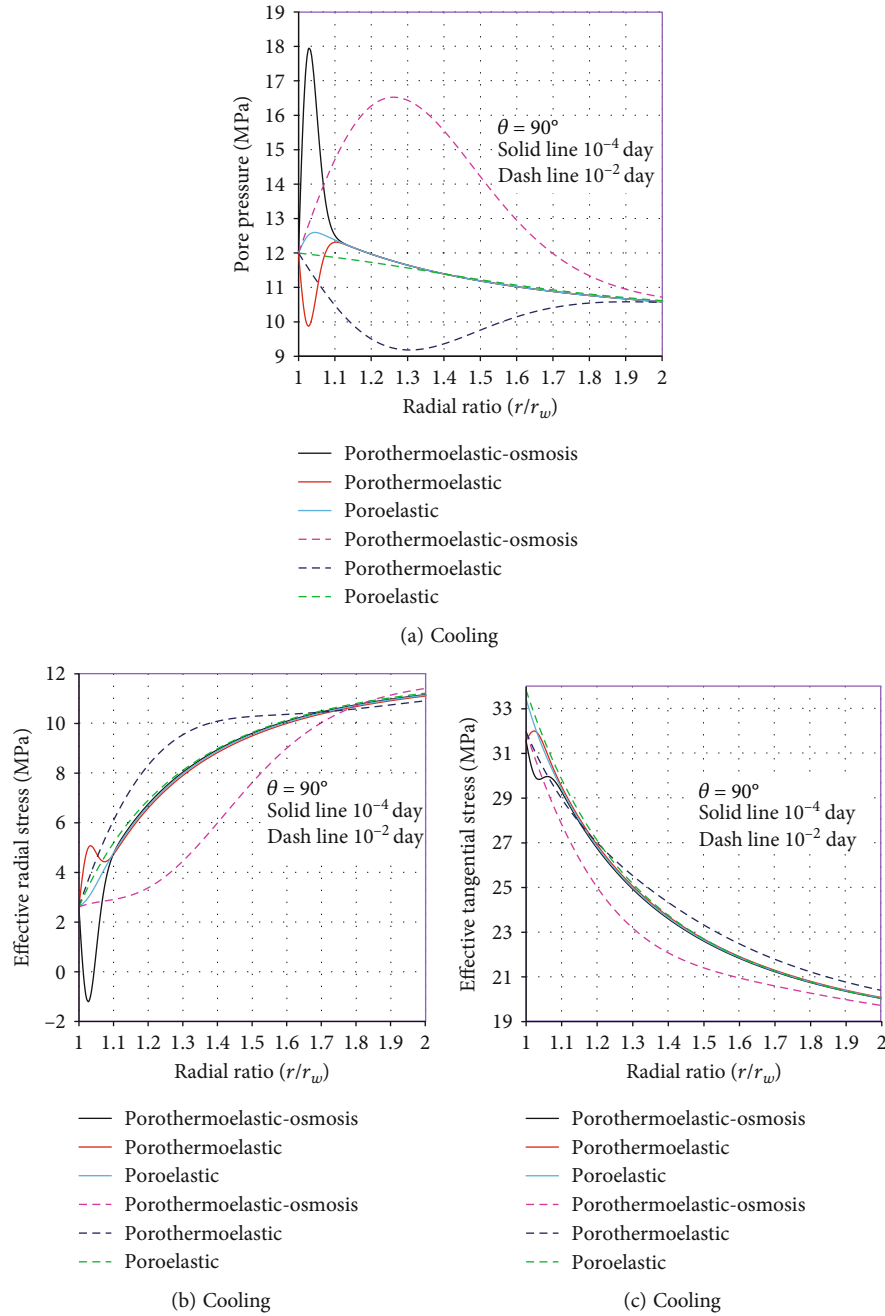 19
18
17
16
15
14
13
12
11
10
9
Pore pressure (MPa)
θ = 90°
Solid line 10⁻⁴ day
Dash line 10⁻² day
1 1.1 1.2 1.3 1.4 1.5 1.6 1.7 1.8 1.9 2
Radial ratio (r/r_w)
Porothermoelastic-osmosis
Porothermoelastic
Poroelastic
Porothermoelastic-osmosis
Porothermoelastic
Poroelastic
(a) Cooling
12
10
8
6
4
2
0
−2
Effective radial stress (MPa)
θ = 90°
Solid line 10⁻⁴ day
Dash line 10⁻² day
1 1.1 1.2 1.3 1.4 1.5 1.6 1.7 1.8 1.9 2
Radial ratio (r/r_w)
Porothermoelastic-osmosis
Porothermoelastic
Poroelastic
Porothermoelastic-osmosis
Porothermoelastic
Poroelastic
(b) Cooling
33
31
29
27
25
23
21
19
Effective tangential stress (MPa)
θ = 90°
Solid line 10⁻⁴ day
Dash line 10⁻² day
1 1.1 1.2 1.3 1.4 1.5 1.6 1.7 1.8 1.9 2
Radial ratio (r/r_w)
Porothermoelastic-osmosis
Porothermoelastic
Poroelastic
Porothermoelastic-osmosis
Porothermoelastic
Poroelastic
(c) Cooling